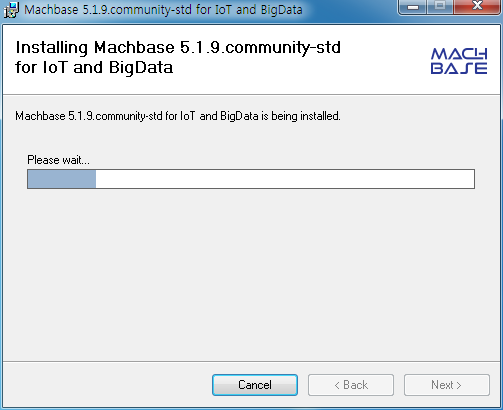 Machbase 5.1.9.community-std for IoT and BigData
Installing Machbase 5.1.9.community-std
for IoT and BigData
MACH
BASE
Machbase 5.1.9.community-std for IoT and BigData is being installed.
Please wait...
Cancel
< Back
Next >